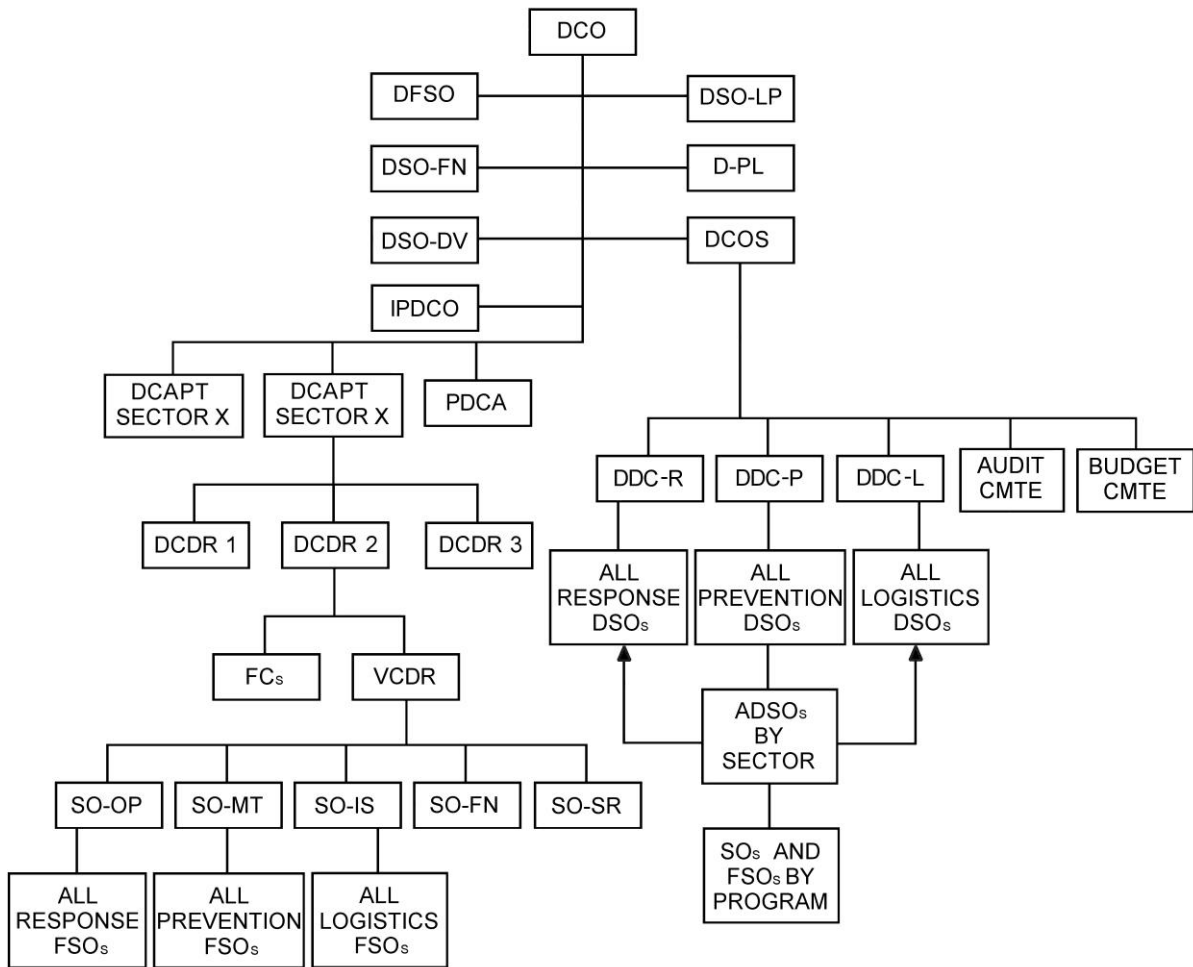 DCO
DFSO
DSO-LP
DSO-FN
D-PL
DSO-DV
DCOS
IPDCO
DCAPT
SECTOR X
DCAPT
SECTOR X
PDCA
DDC-R
DDC-P
DDC-L
AUDIT
CMTE
BUDGET
CMTE
DCDR 1
DCDR 2
DCDR 3
ALL
RESPONSE
DSOs
ALL
PREVENTION
DSOs
ALL
LOGISTICS
DSOs
FCs
VCDR
ADSOs
BY
SECTOR
SO-OP
SO-MT
SO-IS
SO-FN
SO-SR
SOs AND
FSOs BY
PROGRAM
ALL
RESPONSE
FSOs
ALL
PREVENTION
FSOs
ALL
LOGISTICS
FSOs